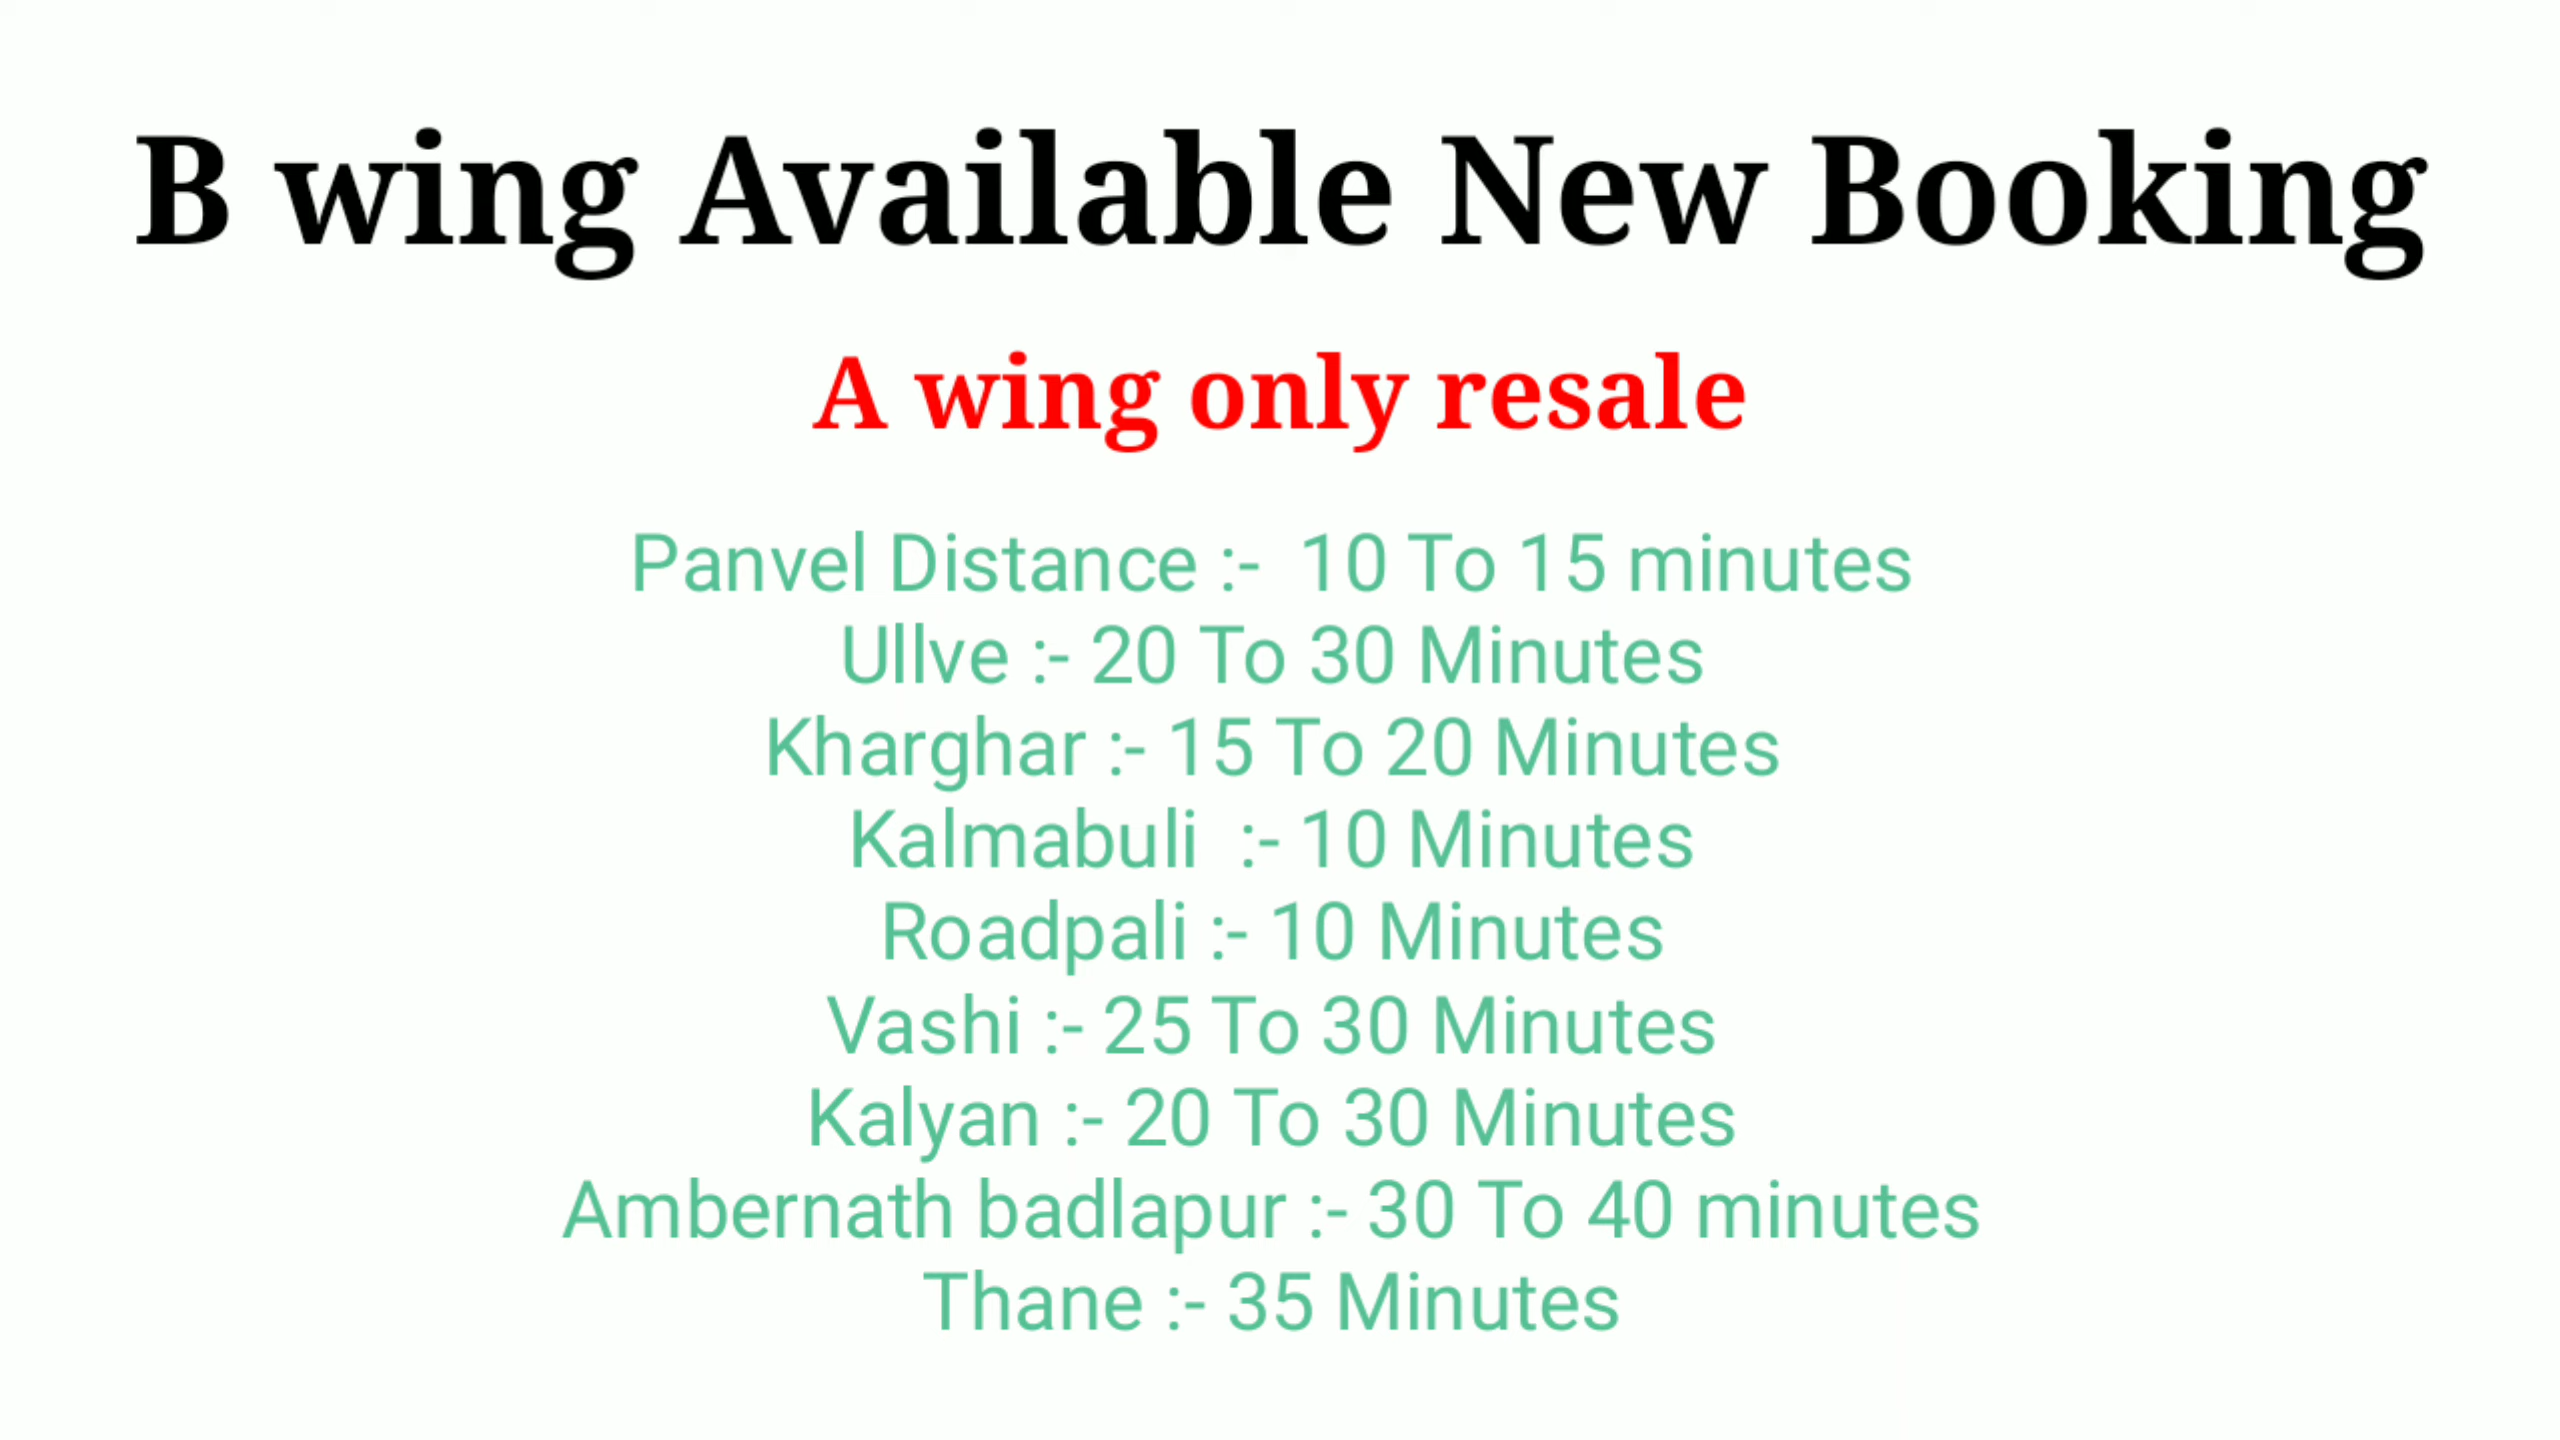 B wing Available New Booking
A wing only resale
Panvel Distance :-  10 To 15 minutes
Ullve :- 20 To 30 Minutes
Kharghar :- 15 To 20 Minutes
Kalmabuli  :- 10 Minutes
Roadpali :- 10 Minutes
Vashi :- 25 To 30 Minutes
Kalyan :- 20 To 30 Minutes
Ambernath badlapur :- 30 To 40 minutes
Thane :- 35 Minutes